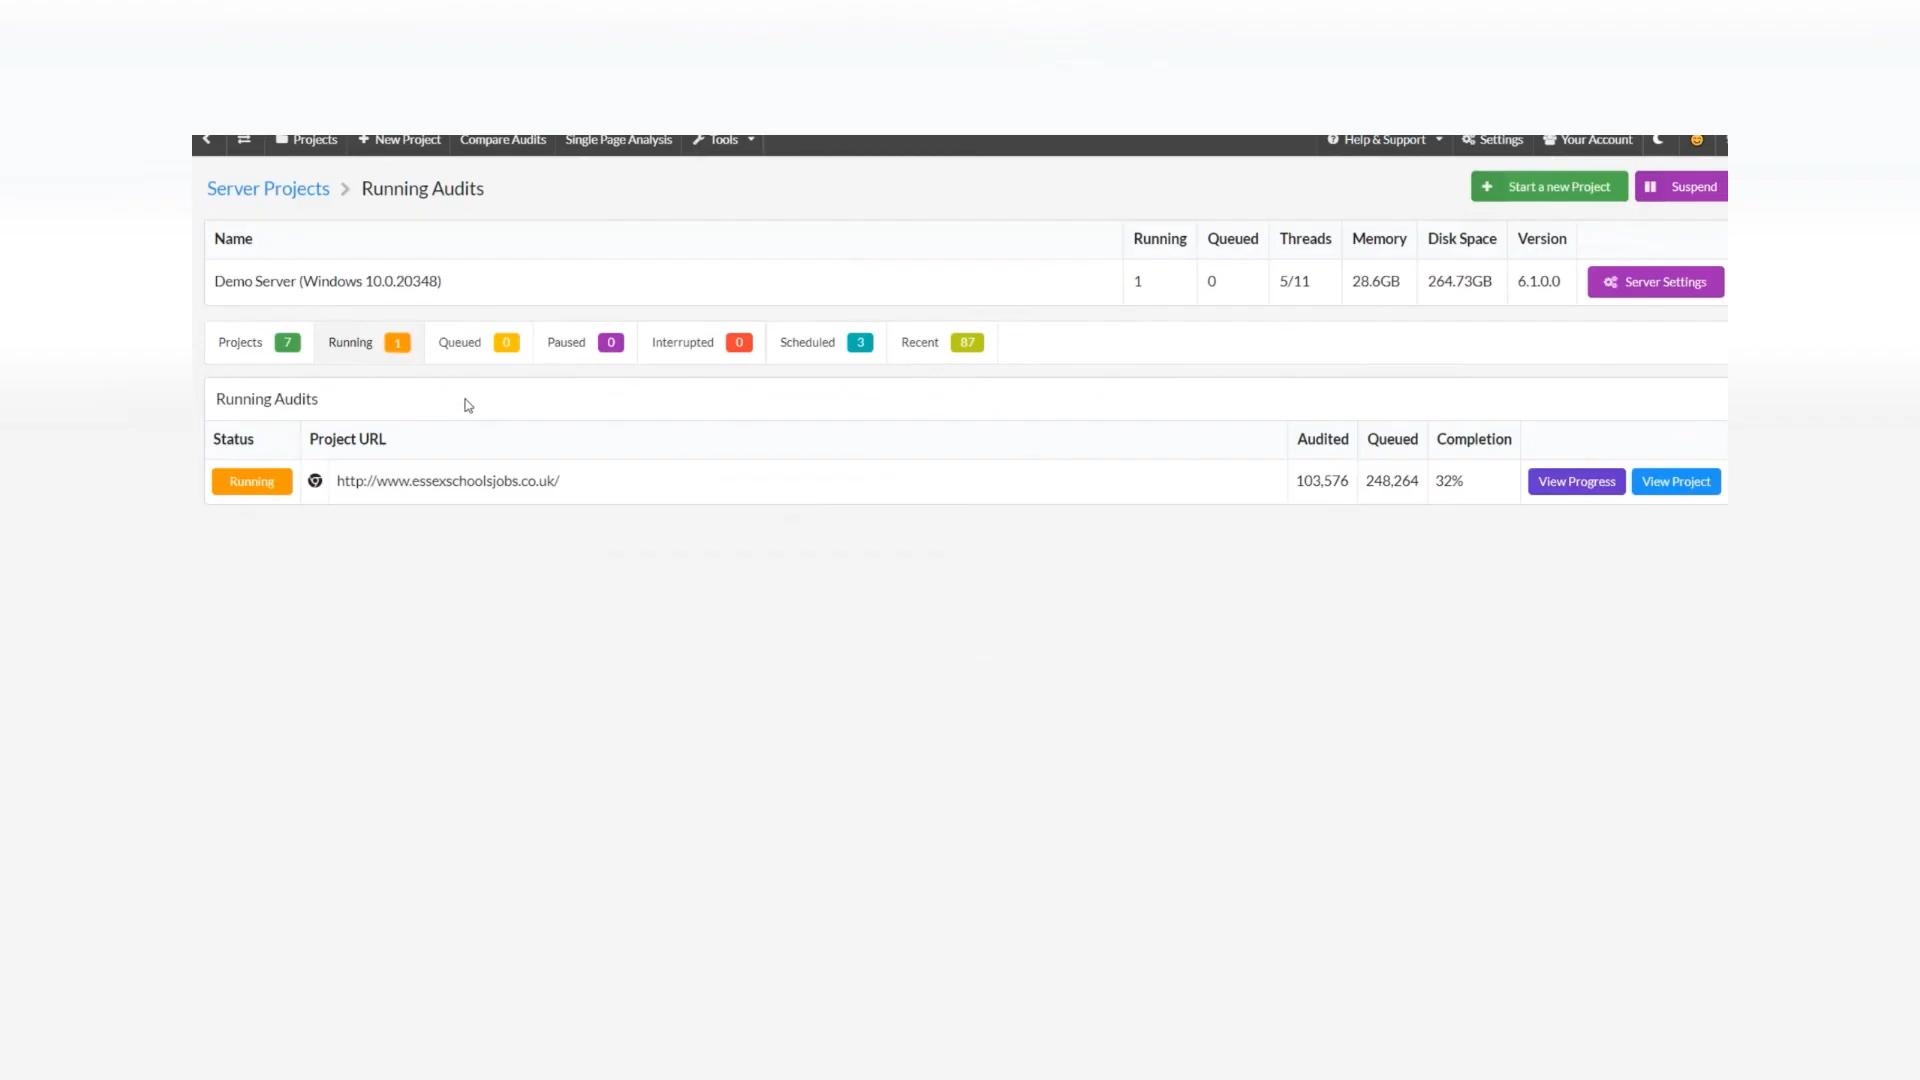 Projects New Project Compare Audits Single Page Analysis Tools Help & Support Settings Your Account
Server Projects Running Audits Start a new Project Suspend
Name Running Queued Threads Memory Disk Space Version
Demo Server (Windows 10.0.20348) 1 0 5/11 28.6GB 264.73GB 6.1.0.0 Server Settings
Projects 7 Running 1 Queued 0 Paused 0 Interrupted 0 Scheduled 3 Recent 87
Running Audits
Status Project URL Audited Queued Completion
Running http://www.essexschoolsjobs.co.uk/ 103,576 248,264 32% View Progress View Project